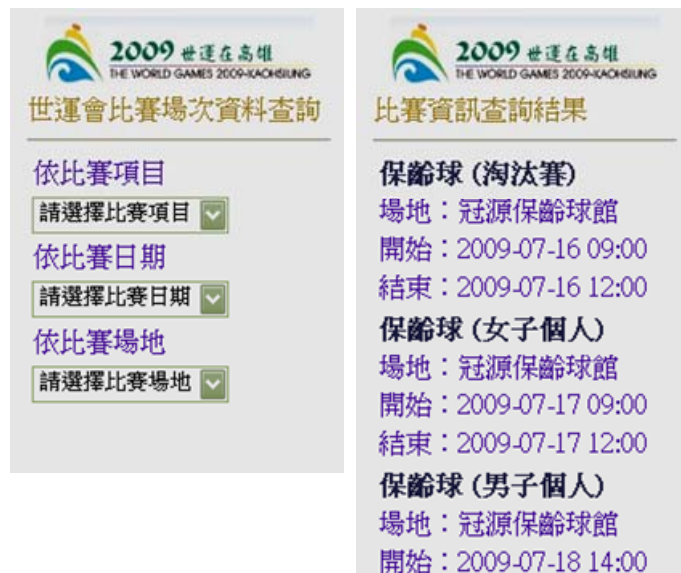 2009 世運在高雄
THE WORLD GAMES 2009-KAOHSIUNG
世運會比賽場次資料查詢
依比賽項目
請選擇比賽項目
依比賽日期
請選擇比賽日期
依比賽場地
請選擇比賽場地
2009 世運在高雄
THE WORLD GAMES 2009-KAOHSIUNG
比賽資訊查詢結果
保齡球 (淘汰賽)
場地：冠源保齡球館
開始：2009-07-16 09:00
結束：2009-07-16 12:00
保齡球 (女子個人)
場地：冠源保齡球館
開始：2009-07-17 09:00
結束：2009-07-17 12:00
保齡球 (男子個人)
場地：冠源保齡球館
開始：2009-07-18 14:00